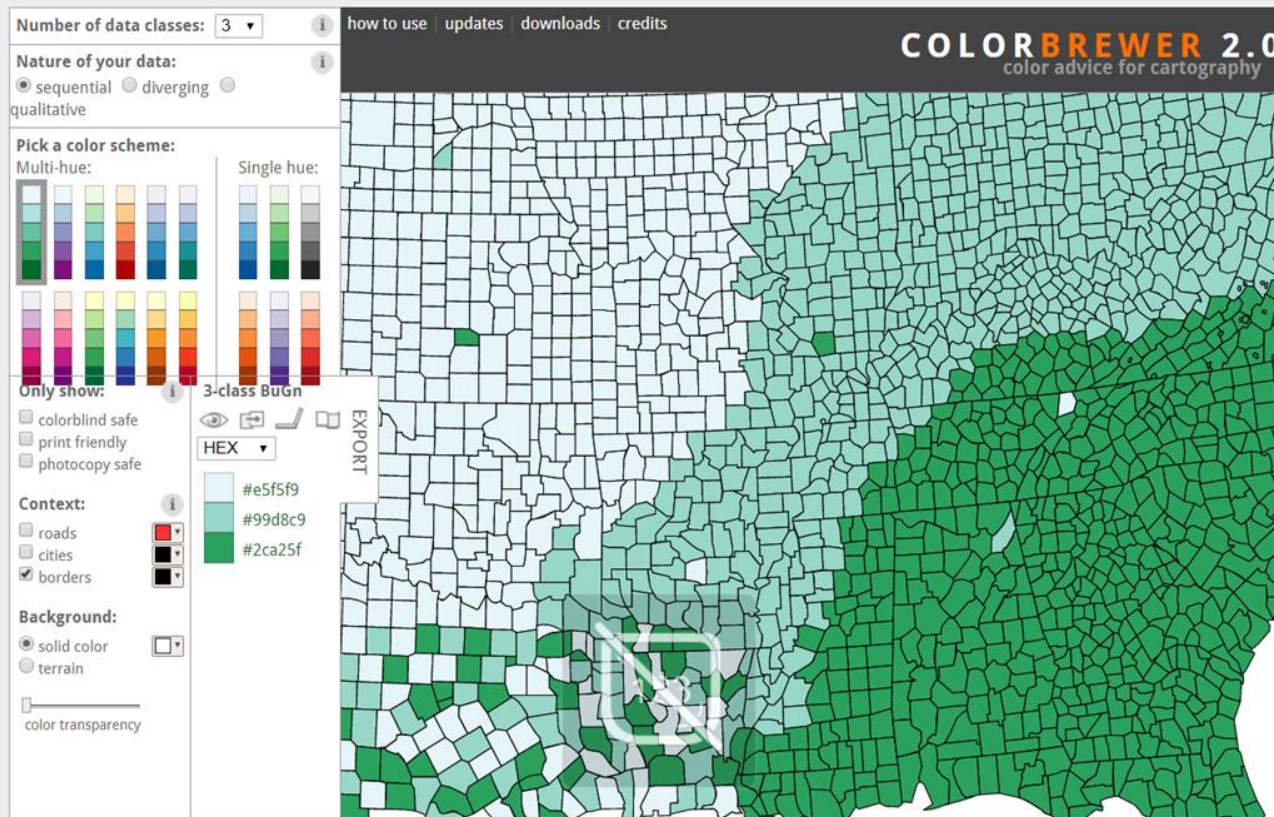 Number of data classes: 3
how to use | updates | downloads | credits
COLORBREWER 2.0
color advice for cartography
Nature of your data:
sequential diverging
qualitative
Pick a color scheme:
Multi-hue: Single hue:
Only show:
colorblind safe
print friendly
photocopy safe
Context:
roads
cities
borders
Background:
solid color
terrain
color transparency
3-class BuGn
EXPORT
HEX
#e5f5f9
#99d8c9
#2ca25f